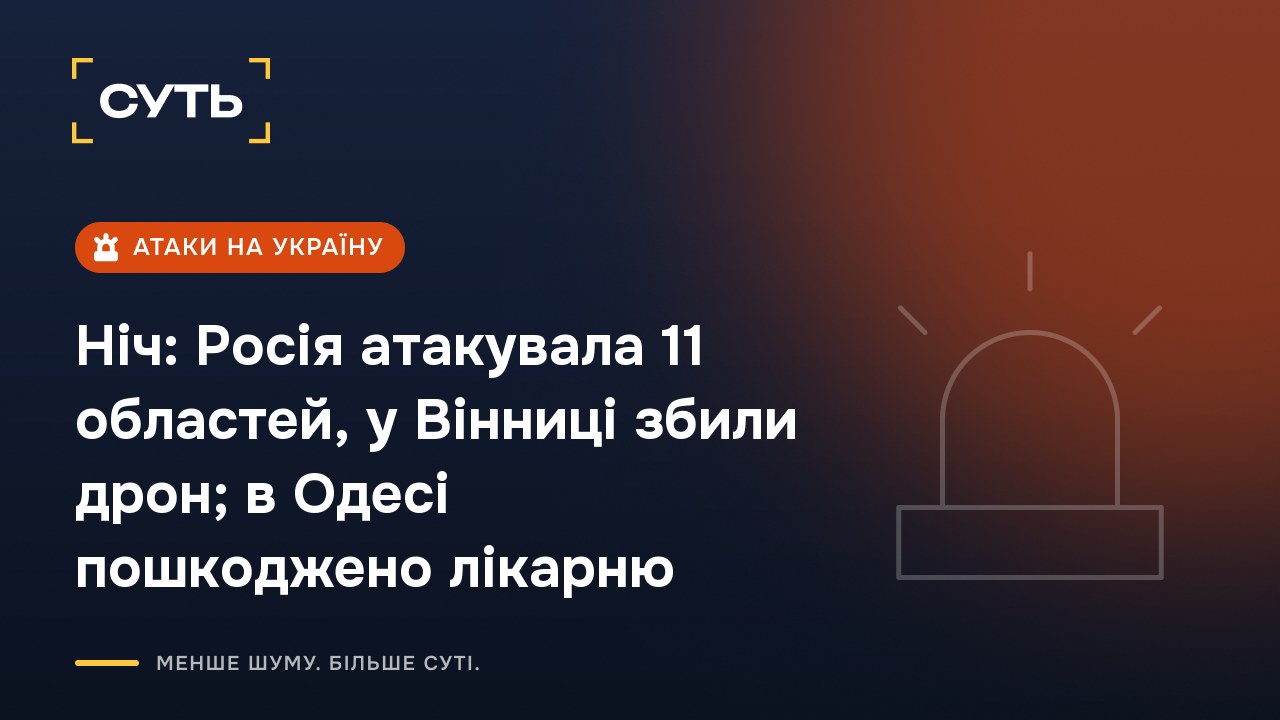 СУТЬ
АТАКИ НА УКРАЇНУ
Ніч: Росія атакувала 11
областей, у Вінниці збили
дрон; в Одесі
пошкоджено лікарню
МЕНШЕ ШУМУ. БІЛЬШЕ СУТІ.